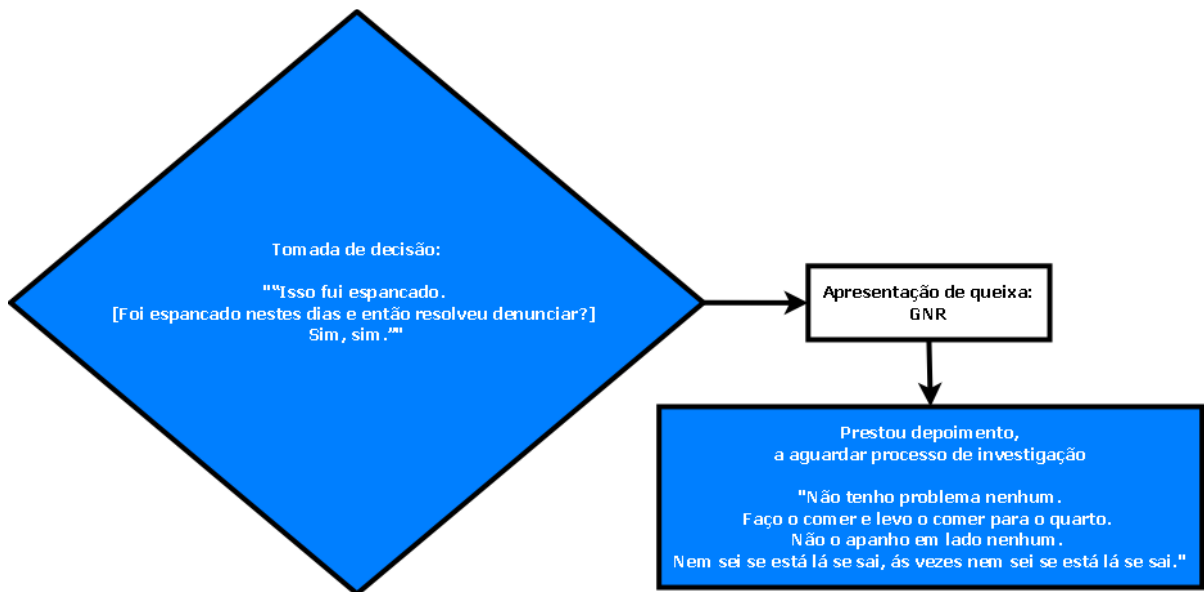 Tomada de decisão:
"“Isso fui espancado.
[Foi espancado nestes dias e então resolveu denunciar?]
Sim, sim.”"
Apresentação de queixa:
GNR
Prestou depoimento,
a aguardar processo de investigação
"Não tenho problema nenhum.
Faço o comer e levo o comer para o quarto.
Não o apanho em lado nenhum.
Nem sei se está lá se sai, ás vezes nem sei se está lá se sai."